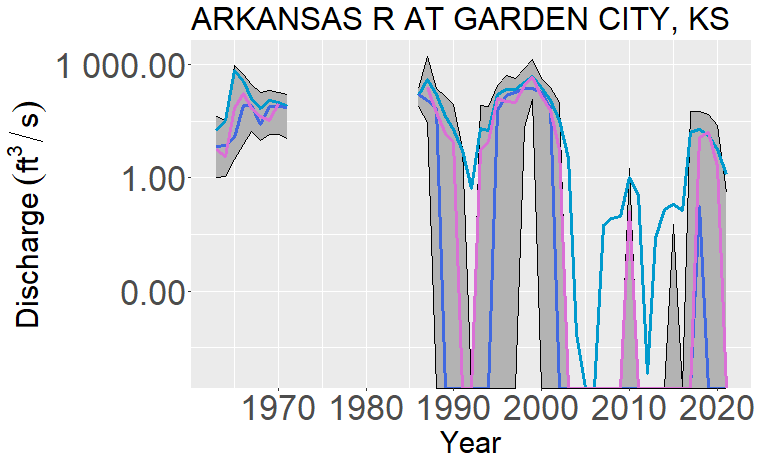 ARKANSAS R AT GARDEN CITY, KS
Discharge (ft³/s)
1 000.00
1.00
0.00
1970 1980 1990 2000 2010 2020
Year